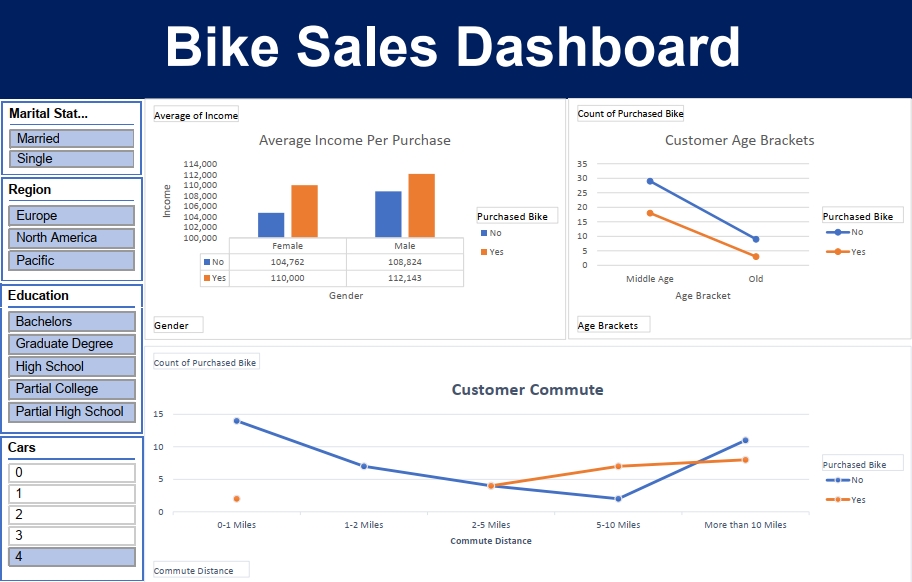 Bike Sales Dashboard
Marital Stat...
Married
Single
Region
Europe
North America
Pacific
Education
Bachelors
Graduate Degree
High School
Partial College
Partial High School
Cars
0
1
2
3
4
Average of Income
Average Income Per Purchase
Income
114,000
112,000
110,000
108,000
106,000
104,000
102,000
100,000
Female Male
No 104,762 108,824
Yes 110,000 112,143
Gender
Purchased Bike
No
Yes
Gender
Count of Purchased Bike
Customer Age Brackets
35
30
25
20
15
10
5
0
Middle Age Old
Age Bracket
Purchased Bike
No
Yes
Age Brackets
Count of Purchased Bike
Customer Commute
15
10
5
0
0-1 Miles 1-2 Miles 2-5 Miles 5-10 Miles More than 10 Miles
Commute Distance
Purchased Bike
No
Yes
Commute Distance